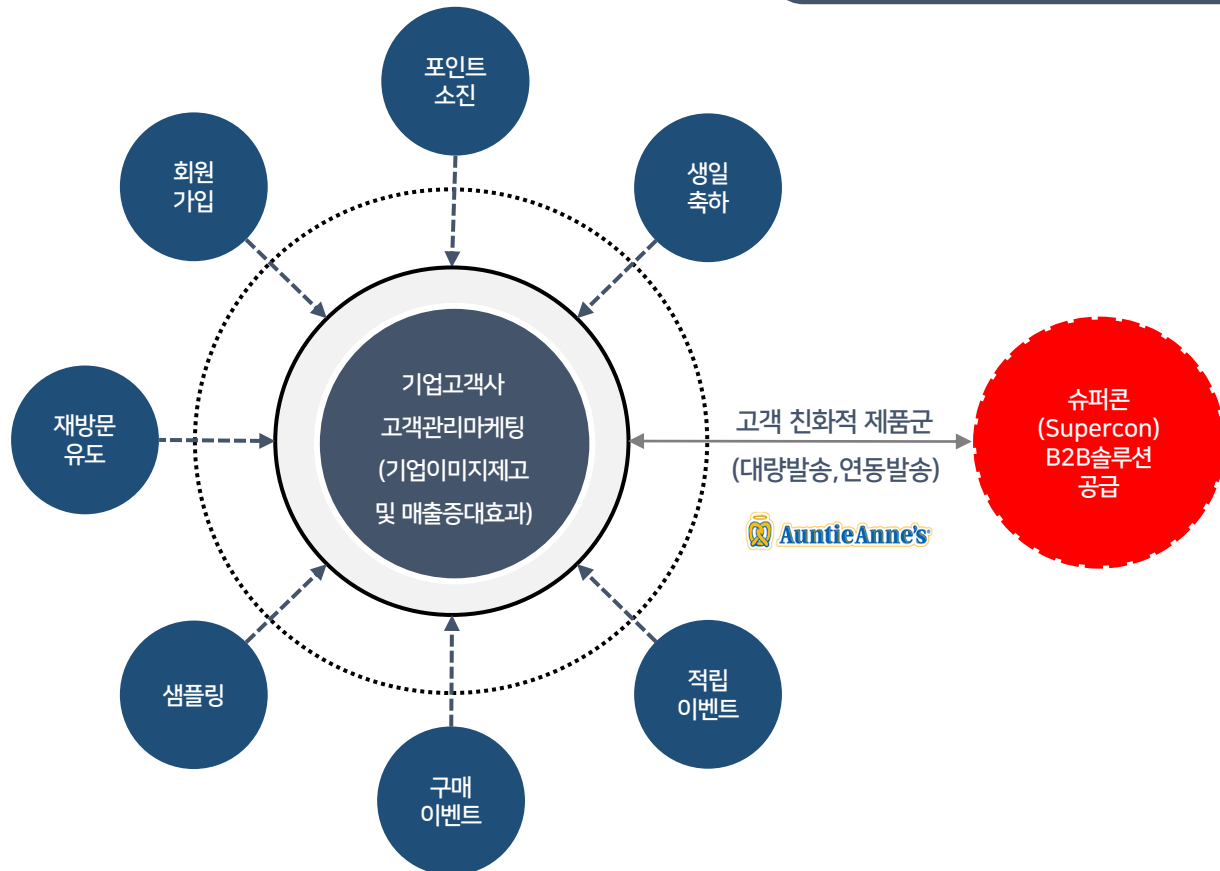 포인트
소진
회원
가입
생일
축하
재방문
유도
기업고객사
고객관리마케팅
(기업이미지제고
및 매출증대효과)
고객 친화적 제품군
(대량발송,연동발송)
AuntieAnne's
슈퍼콘
(Supercon)
B2B솔루션
공급
샘플링
적립
이벤트
구매
이벤트